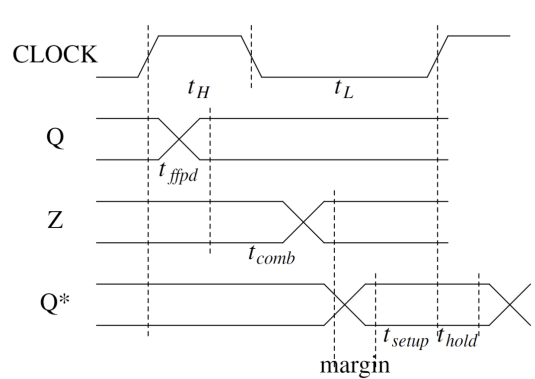 CLOCK
t_H
t_L
Q
t_ffpd
Z
t_comb
Q*
t_setup t_hold
margin